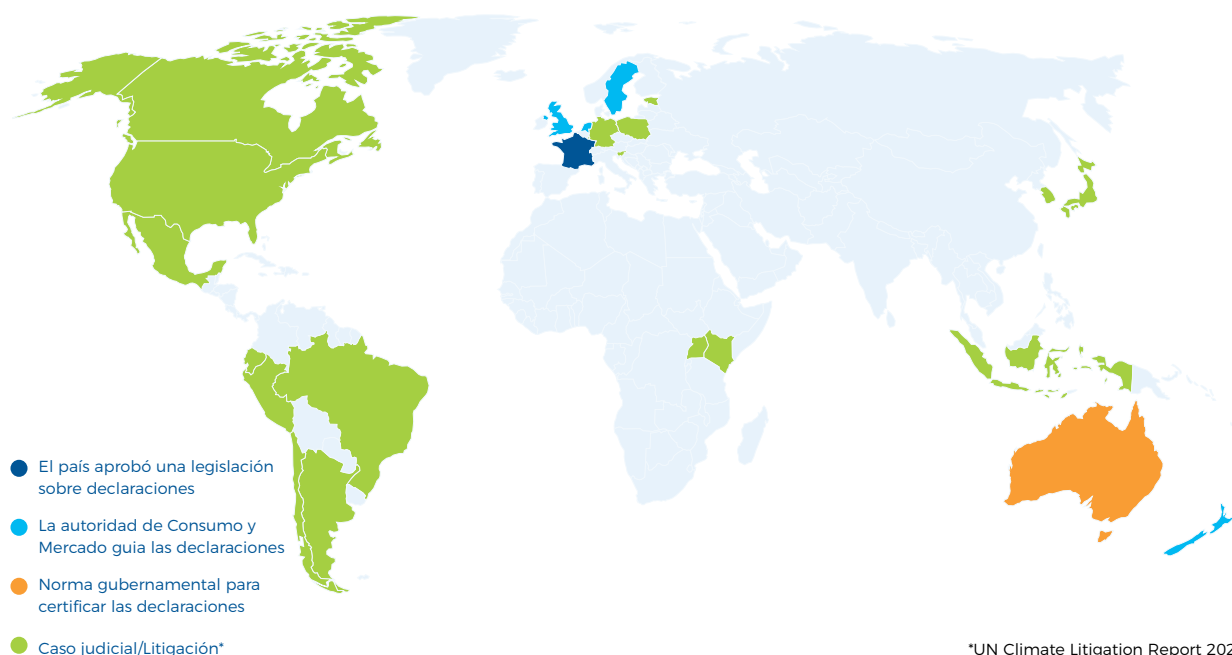 El país aprobó una legislación
sobre declaraciones
La autoridad de Consumo y
Mercado guia las declaraciones
Norma gubernamental para
certificar las declaraciones
Caso judicial/Litigación*
*UN Climate Litigation Report